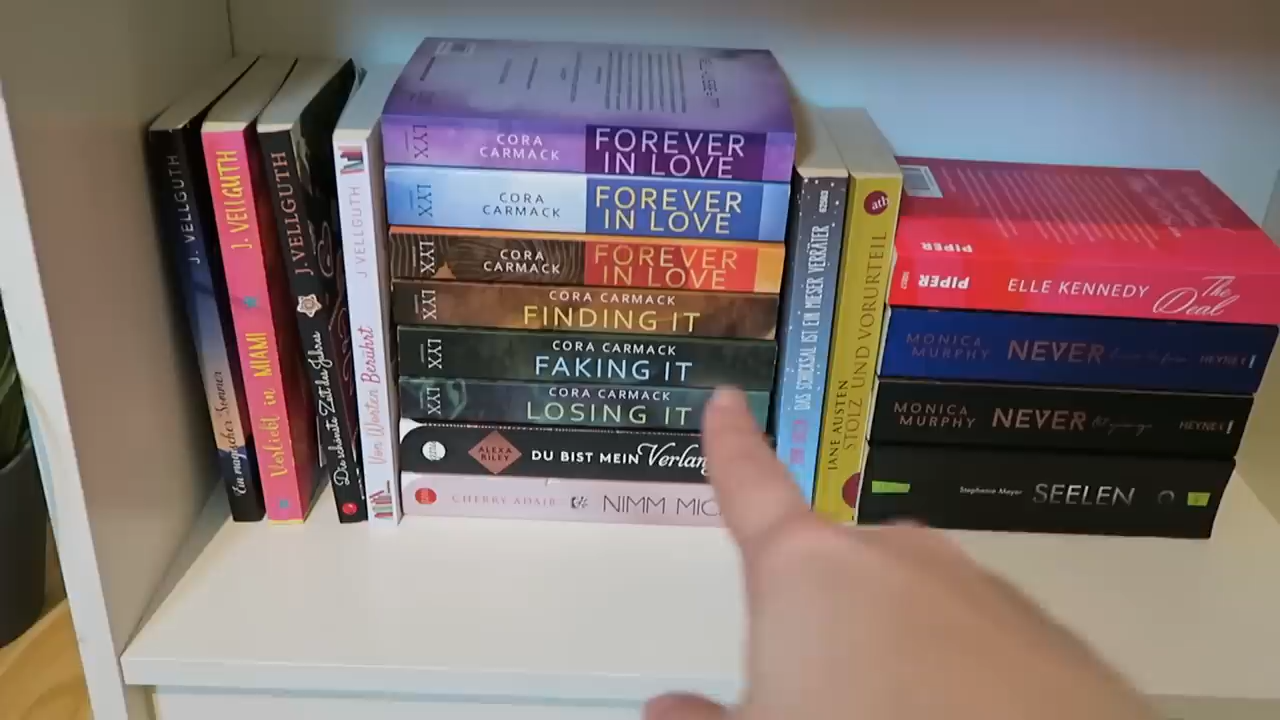 J. VELLGUTH
Ein magischer Sommer
J. VELLGUTH
Verliebt in MIAMI
J. VELLGUTH
Die schönste Zeit des Jahres
J. VELLGUTH
Von Worten Berührt
LYX
CORA
CARMACK
FOREVER
IN LOVE
LYX
CORA
CARMACK
FOREVER
IN LOVE
LYX
CORA
CARMACK
FOREVER
IN LOVE
LYX
CORA CARMACK
FINDING IT
LYX
CORA CARMACK
FAKING IT
LYX
CORA CARMACK
LOSING IT
ALEXA
RILEY
DU BIST MEIN Verlan
CHERRY ADAIR
NIMM MIC
DAS SCHICKSAL IST EIN MIESER VERRÄTER
atb
JANE AUSTEN
STOLZ UND VORURTEIL
PIPER
PIPER
ELLE KENNEDY
The
Deal
MONICA
MURPHY
NEVER
HEYNE
MONICA
MURPHY
NEVER
HEYNE
Stephenie Meyer
SEELEN